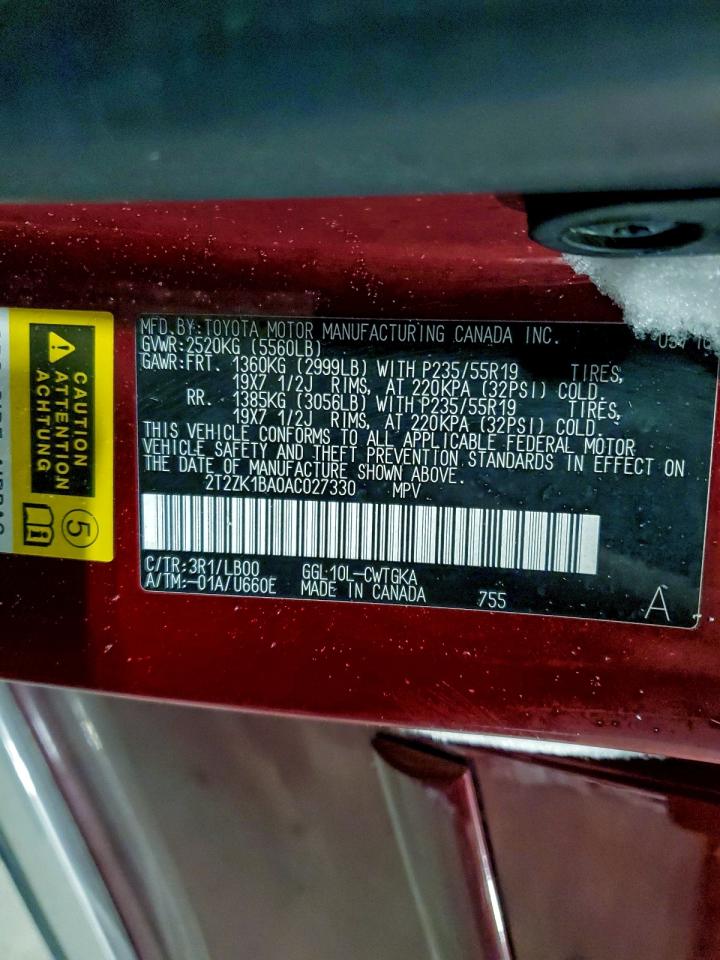 MFD.BY:TOYOTA MOTOR MANUFACTURING CANADA INC.
GVWR:2520KG (5560LB)
GAWR:FRT. 1360KG (2999LB) WITH P235/55R19 TIRES,
19X7 1/2J RIMS, AT 220KPA (32PSI) COLD.
RR. 1385KG (3056LB) WITH P235/55R19 TIRES,
19X7 1/2J RIMS, AT 220KPA (32PSI) COLD.
THIS VEHICLE CONFORMS TO ALL APPLICABLE FEDERAL MOTOR
VEHICLE SAFETY AND THEFT PREVENTION STANDARDS IN EFFECT ON
THE DATE OF MANUFACTURE SHOWN ABOVE.
2T2ZK1BA0AC027330 MPV
C/TR:3R1/LB00 GGL10L-CWTGKA
A/TM:-01A/U660E MADE IN CANADA 755 A
CAUTION
ATTENTION
ACHTUNG
5